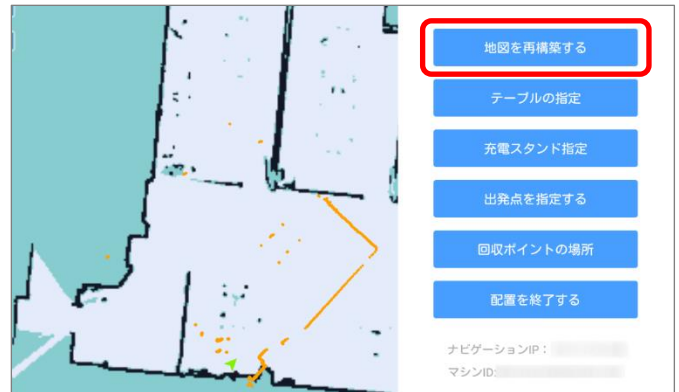 地図を再構築する
テーブルの指定
充電スタンド指定
出発点を指定する
回収ポイントの場所
配置を終了する
ナビゲーションIP：
マシンID: